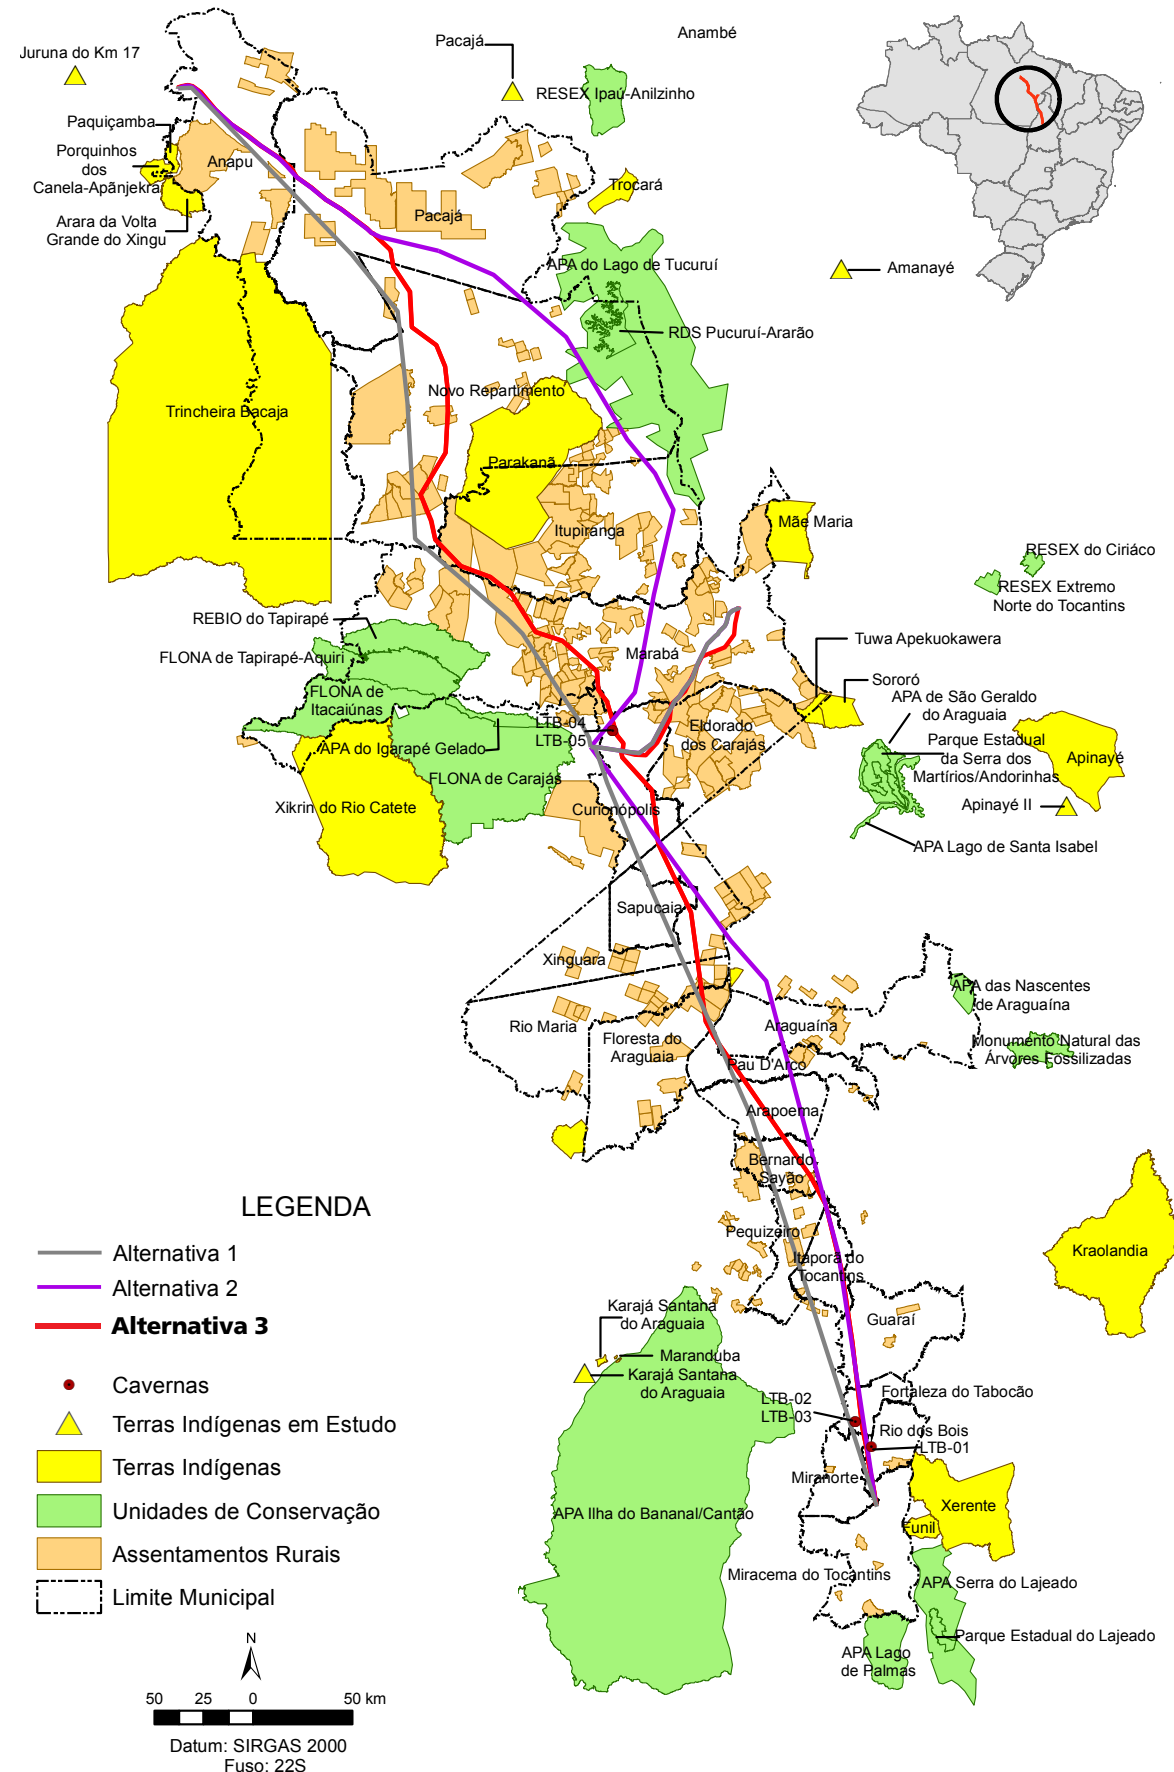 Juruna do Km 17
Pacajá
Anambé
RESEX Ipaú-Anilzinho
Paquiçamba
Porquinhos
dos
Canela-Apãnjekra
Anapu
Arara da Volta
Grande do Xingu
Pacajá
Trocará
APA do Lago de Tucuruí
Amanayé
RDS Pucuruí-Ararão
Novo Repartimento
Trincheira Bacaja
Parakanã
Itupiranga
Mãe Maria
RESEX do Ciriáco
RESEX Extremo
Norte do Tocantins
REBIO do Tapirapé
FLONA de Tapirapé-Aquiri
Marabá
Tuwa Apekuokawera
Sororó
FLONA de
Itacaiúnas
APA de São Geraldo
do Araguaia
LTB-04
LTB-05
Eldorado
dos Carajás
Parque Estadual
da Serra dos
Martírios/Andorinhas
Apinayé
APA do Igarapé Gelado
FLONA de Carajás
Xikrin do Rio Catete
Curionópolis
Apinayé II
APA Lago de Santa Isabel
Sapucaia
Xinguara
APA das Nascentes
de Araguaína
Rio Maria
Araguaína
Floresta do
Araguaia
Monumento Natural das
Árvores Fossilizadas
Pau D'Arco
Arapoema
Bernardo
Sayão
Pequizeiro
Itaporã do
Tocantins
Kraolandia
Guaraí
LEGENDA
Alternativa 1
Alternativa 2
Alternativa 3
Cavernas
Terras Indígenas em Estudo
Terras Indígenas
Unidades de Conservação
Assentamentos Rurais
Limite Municipal
Karajá Santana
do Araguaia
Maranduba
Karajá Santana
do Araguaia
Fortaleza do Tabocão
LTB-02
LTB-03
Rio dos Bois
LTB-01
Miranorte
Xerente
APA Ilha do Bananal/Cantão
Funil
Miracema do Tocantins
APA Serra do Lajeado
Parque Estadual do Lajeado
APA Lago
de Palmas
N
50 25 0 50 km
Datum: SIRGAS 2000
Fuso: 22S